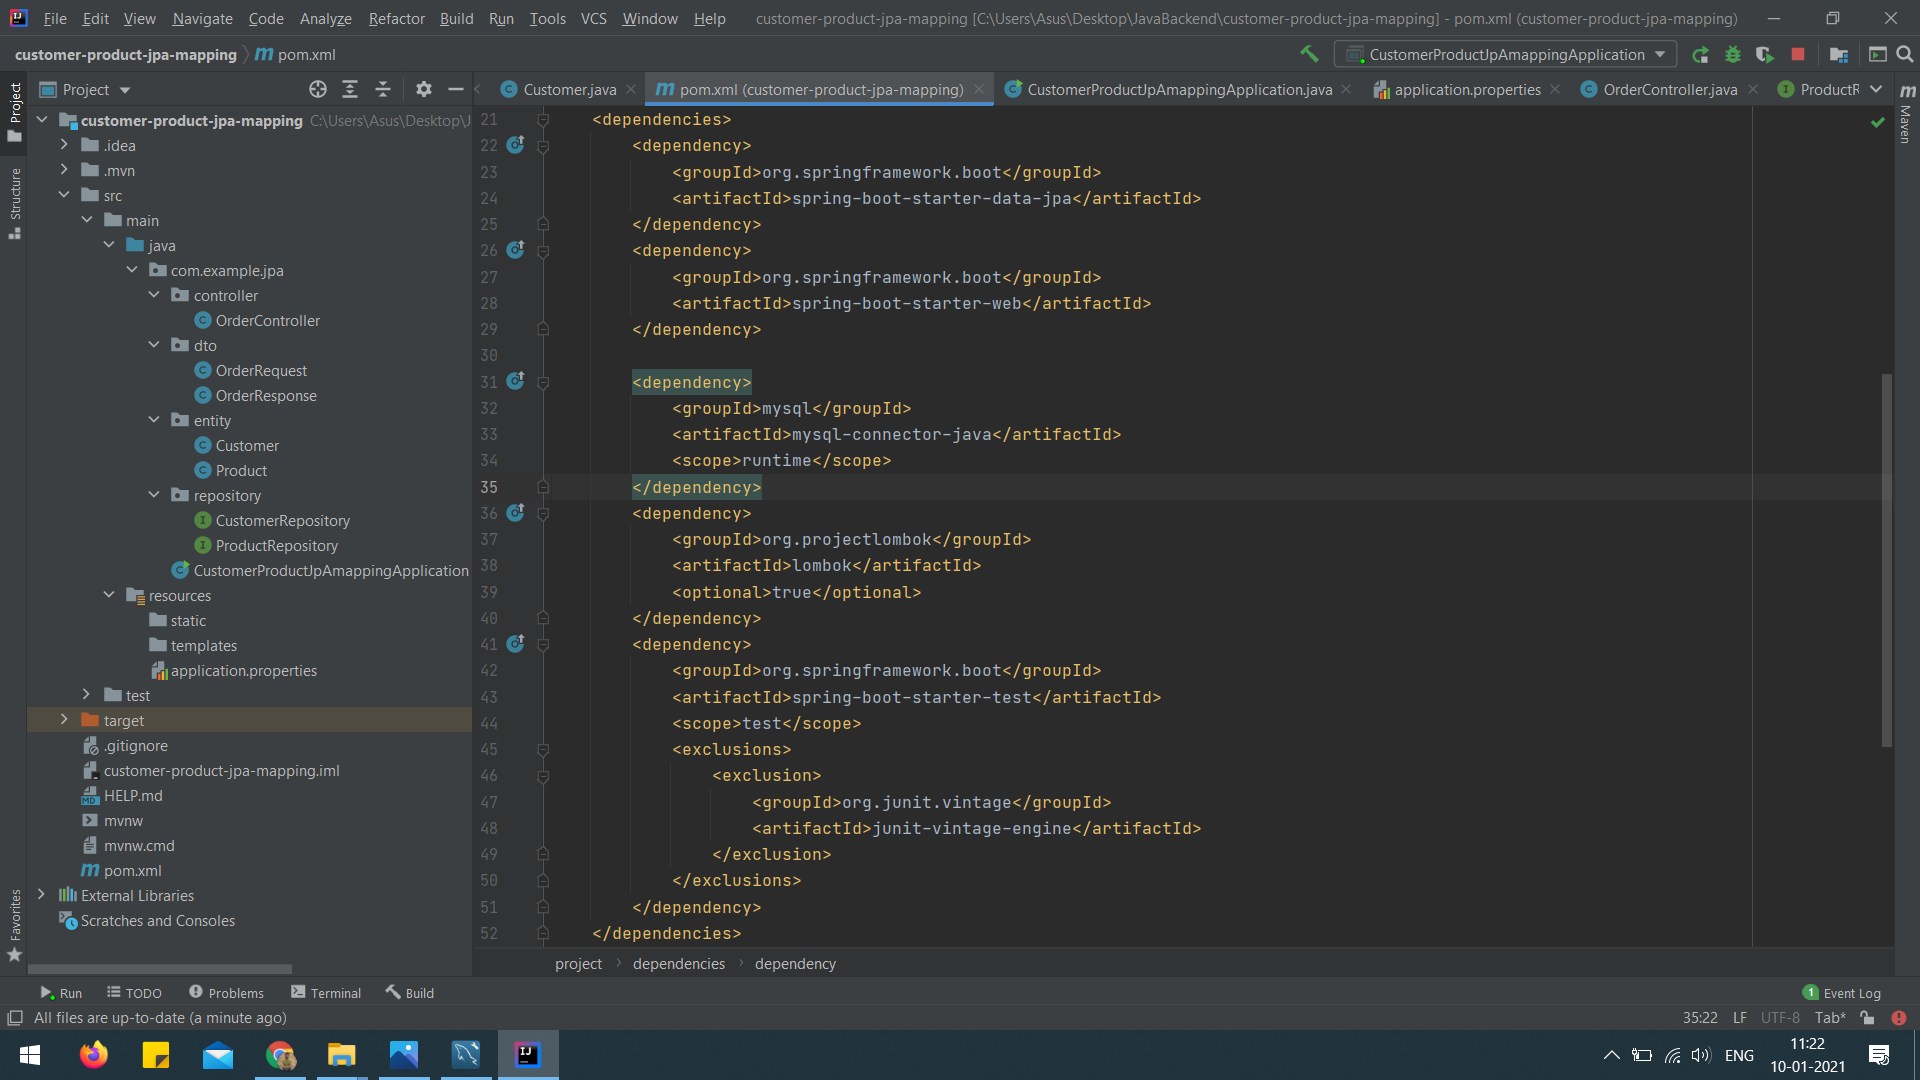 File Edit View Navigate Code Analyze Refactor Build Run Tools VCS Window Help customer-product-jpa-mapping [C:\Users\Asus\Desktop\JavaBackend\customer-product-jpa-mapping] - pom.xml (customer-product-jpa-mapping)
customer-product-jpa-mapping pom.xml CustomerProductJpAmappingApplication
Project Customer.java pom.xml (customer-product-jpa-mapping) CustomerProductJpAmappingApplication.java application.properties OrderController.java ProductR
Project
Structure
Favorites
Maven
customer-product-jpa-mapping C:\Users\Asus\Desktop\J
.idea
.mvn
src
main
java
com.example.jpa
controller
OrderController
dto
OrderRequest
OrderResponse
entity
Customer
Product
repository
CustomerRepository
ProductRepository
CustomerProductJpAmappingApplication
resources
static
templates
application.properties
test
target
.gitignore
customer-product-jpa-mapping.iml
HELP.md
mvnw
mvnw.cmd
pom.xml
External Libraries
Scratches and Consoles
21 <dependencies>
22 <dependency>
23 <groupId>org.springframework.boot</groupId>
24 <artifactId>spring-boot-starter-data-jpa</artifactId>
25 </dependency>
26 <dependency>
27 <groupId>org.springframework.boot</groupId>
28 <artifactId>spring-boot-starter-web</artifactId>
29 </dependency>
30
31 <dependency>
32 <groupId>mysql</groupId>
33 <artifactId>mysql-connector-java</artifactId>
34 <scope>runtime</scope>
35 </dependency>
36 <dependency>
37 <groupId>org.projectlombok</groupId>
38 <artifactId>lombok</artifactId>
39 <optional>true</optional>
40 </dependency>
41 <dependency>
42 <groupId>org.springframework.boot</groupId>
43 <artifactId>spring-boot-starter-test</artifactId>
44 <scope>test</scope>
45 <exclusions>
46 <exclusion>
47 <groupId>org.junit.vintage</groupId>
48 <artifactId>junit-vintage-engine</artifactId>
49 </exclusion>
50 </exclusions>
51 </dependency>
52 </dependencies>
project dependencies dependency
Run TODO Problems Terminal Build 1 Event Log
All files are up-to-date (a minute ago) 35:22 LF UTF-8 Tab*
ENG 11:22
10-01-2021